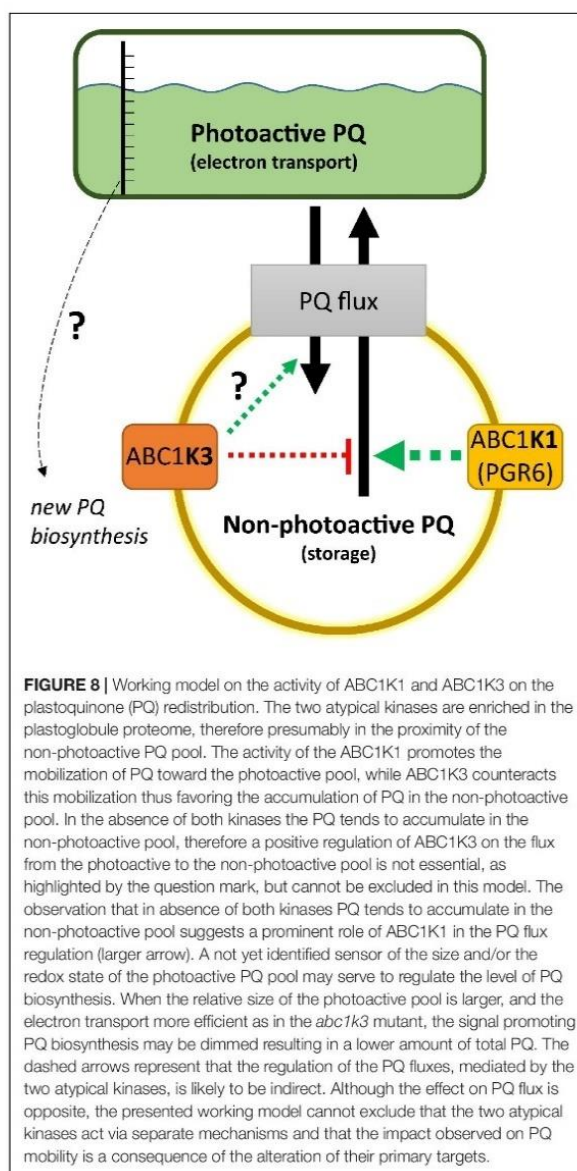 Photoactive PQ
(electron transport)
PQ flux
?
?
ABC1K3
ABC1K1
(PGR6)
new PQ
biosynthesis
Non-photoactive PQ
(storage)
FIGURE 8 | Working model on the activity of ABC1K1 and ABC1K3 on the
plastoquinone (PQ) redistribution. The two atypical kinases are enriched in the
plastoglobule proteome, therefore presumably in the proximity of the
non-photoactive PQ pool. The activity of the ABC1K1 promotes the
mobilization of PQ toward the photoactive pool, while ABC1K3 counteracts
this mobilization thus favoring the accumulation of PQ in the non-photoactive
pool. In the absence of both kinases the PQ tends to accumulate in the
non-photoactive pool, therefore a positive regulation of ABC1K3 on the flux
from the photoactive to the non-photoactive pool is not essential, as
highlighted by the question mark, but cannot be excluded in this model. The
observation that in absence of both kinases PQ tends to accumulate in the
non-photoactive pool suggests a prominent role of ABC1K1 in the PQ flux
regulation (larger arrow). A not yet identified sensor of the size and/or the
redox state of the photoactive PQ pool may serve to regulate the level of PQ
biosynthesis. When the relative size of the photoactive pool is larger, and the
electron transport more efficient as in the abc1k3 mutant, the signal promoting
PQ biosynthesis may be dimmed resulting in a lower amount of total PQ. The
dashed arrows represent that the regulation of the PQ fluxes, mediated by the
two atypical kinases, is likely to be indirect. Although the effect on PQ flux is
opposite, the presented working model cannot exclude that the two atypical
kinases act via separate mechanisms and that the impact observed on PQ
mobility is a consequence of the alteration of their primary targets.